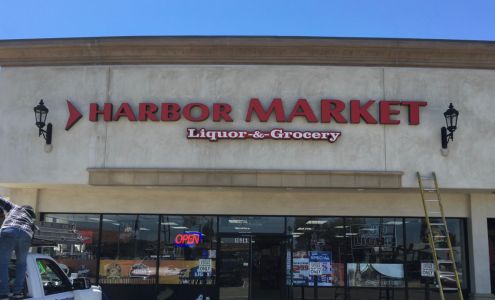 HARBOR MARKET
Liquor-&-Grocery
OPEN